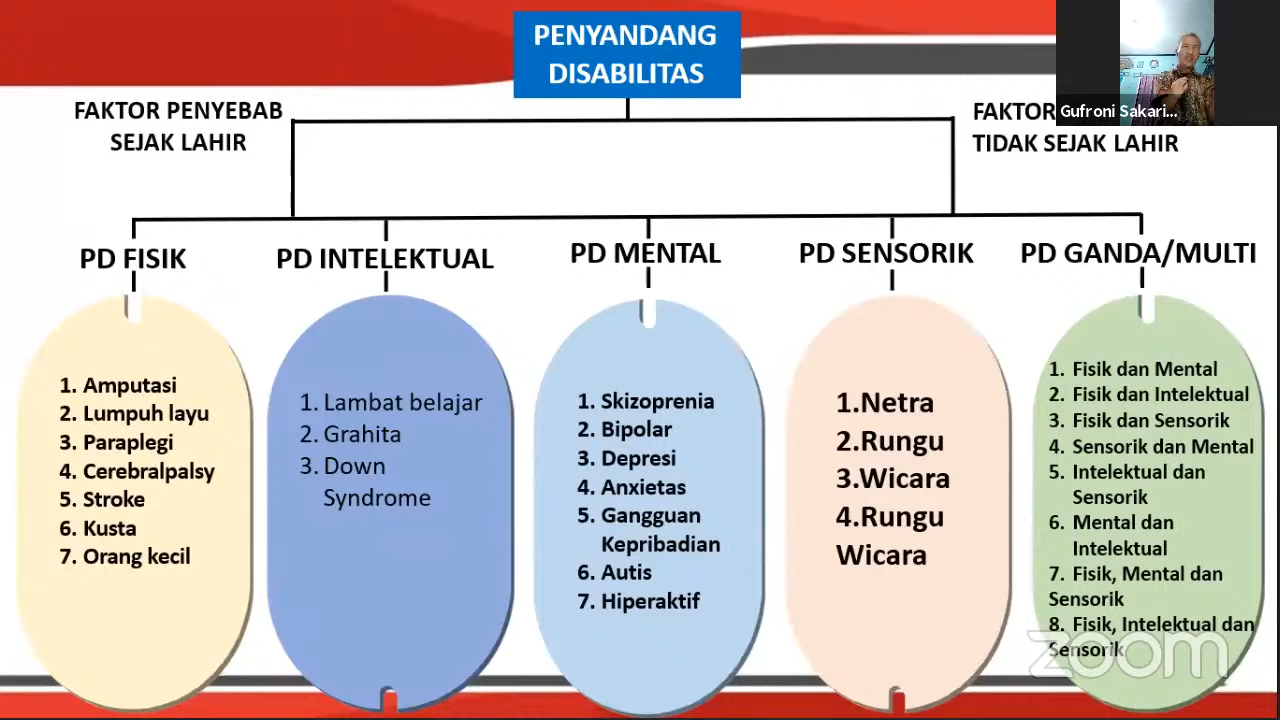 PENYANDANG
DISABILITAS
Gufroni Sakari...
FAKTOR PENYEBAB
SEJAK LAHIR
FAKTOR
TIDAK SEJAK LAHIR
PD FISIK
PD INTELEKTUAL
PD MENTAL
PD SENSORIK
PD GANDA/MULTI
1. Amputasi
2. Lumpuh layu
3. Paraplegi
4. Cerebralpalsy
5. Stroke
6. Kusta
7. Orang kecil
1. Lambat belajar
2. Grahita
3. Down
Syndrome
1. Skizoprenia
2. Bipolar
3. Depresi
4. Anxietas
5. Gangguan
Kepribadian
6. Autis
7. Hiperaktif
1.Netra
2.Rungu
3.Wicara
4.Rungu
Wicara
1. Fisik dan Mental
2. Fisik dan Intelektual
3. Fisik dan Sensorik
4. Sensorik dan Mental
5. Intelektual dan
Sensorik
6. Mental dan
Intelektual
7. Fisik, Mental dan
Sensorik
8. Fisik, Intelektual dan
Sensorik
zoom